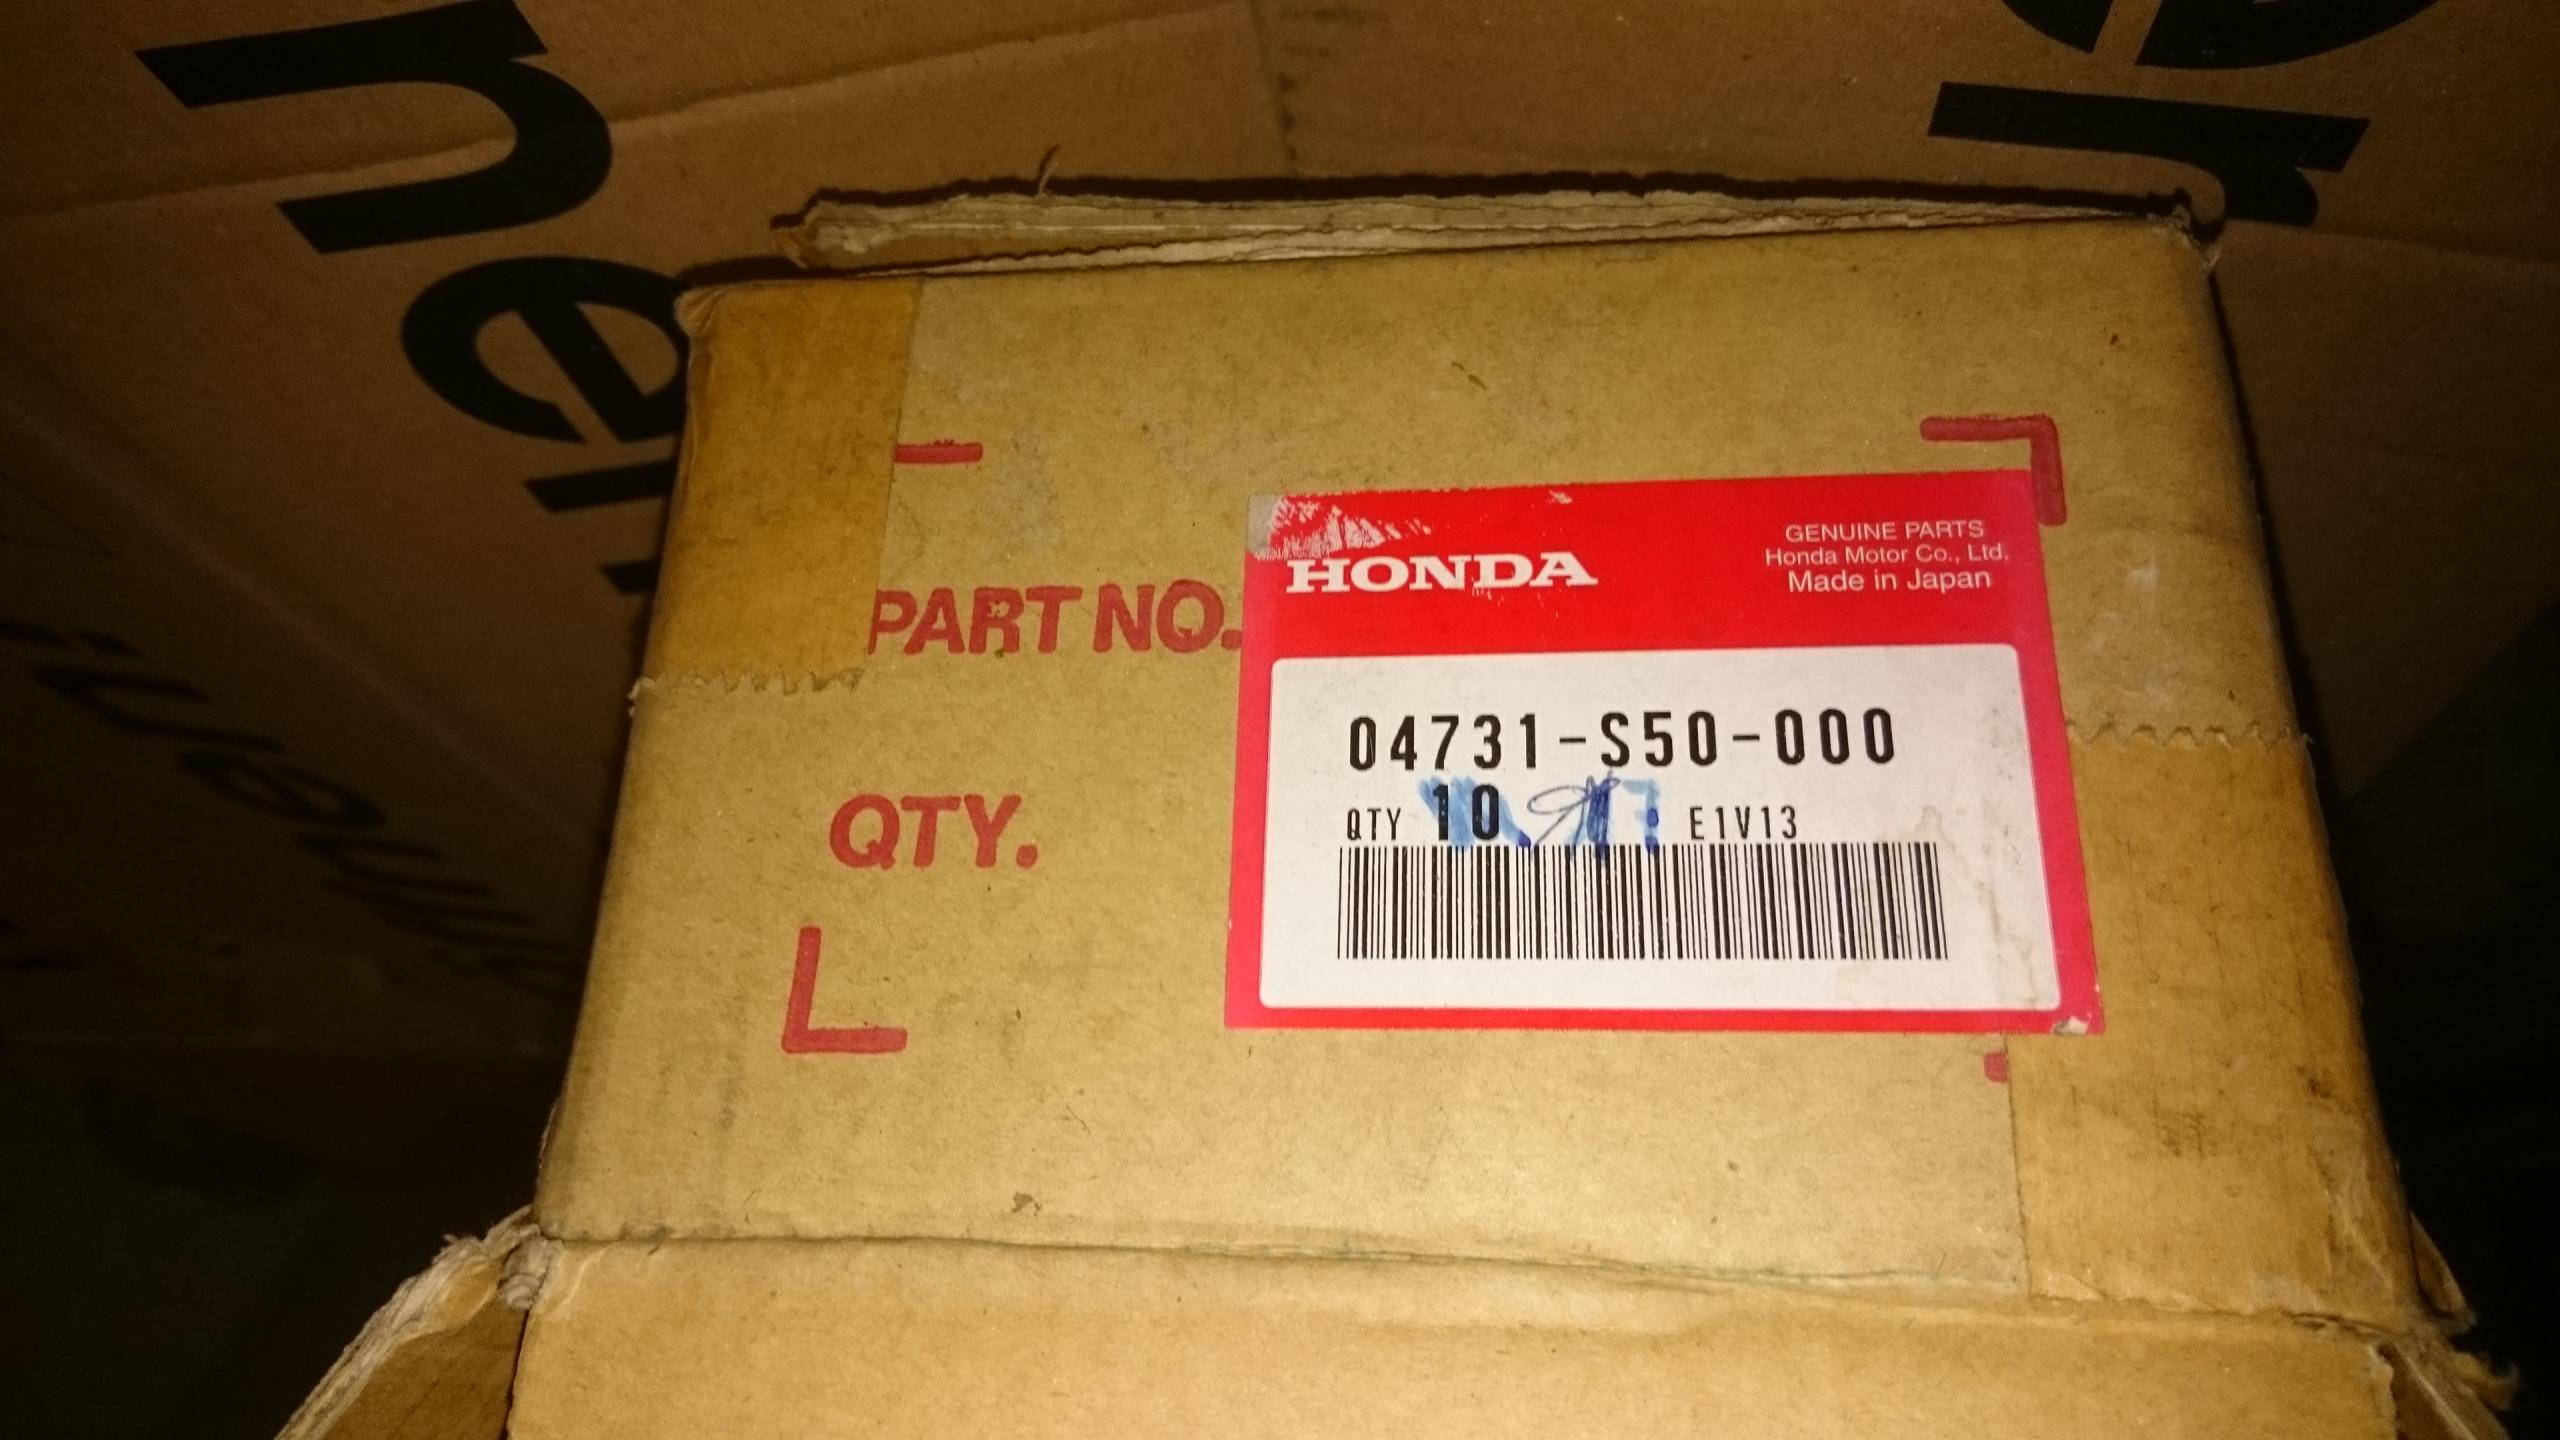 PART NO.
QTY.
HONDA
GENUINE PARTS
Honda Motor Co., Ltd.
Made in Japan
04731-S50-000
QTY 10 E1V13